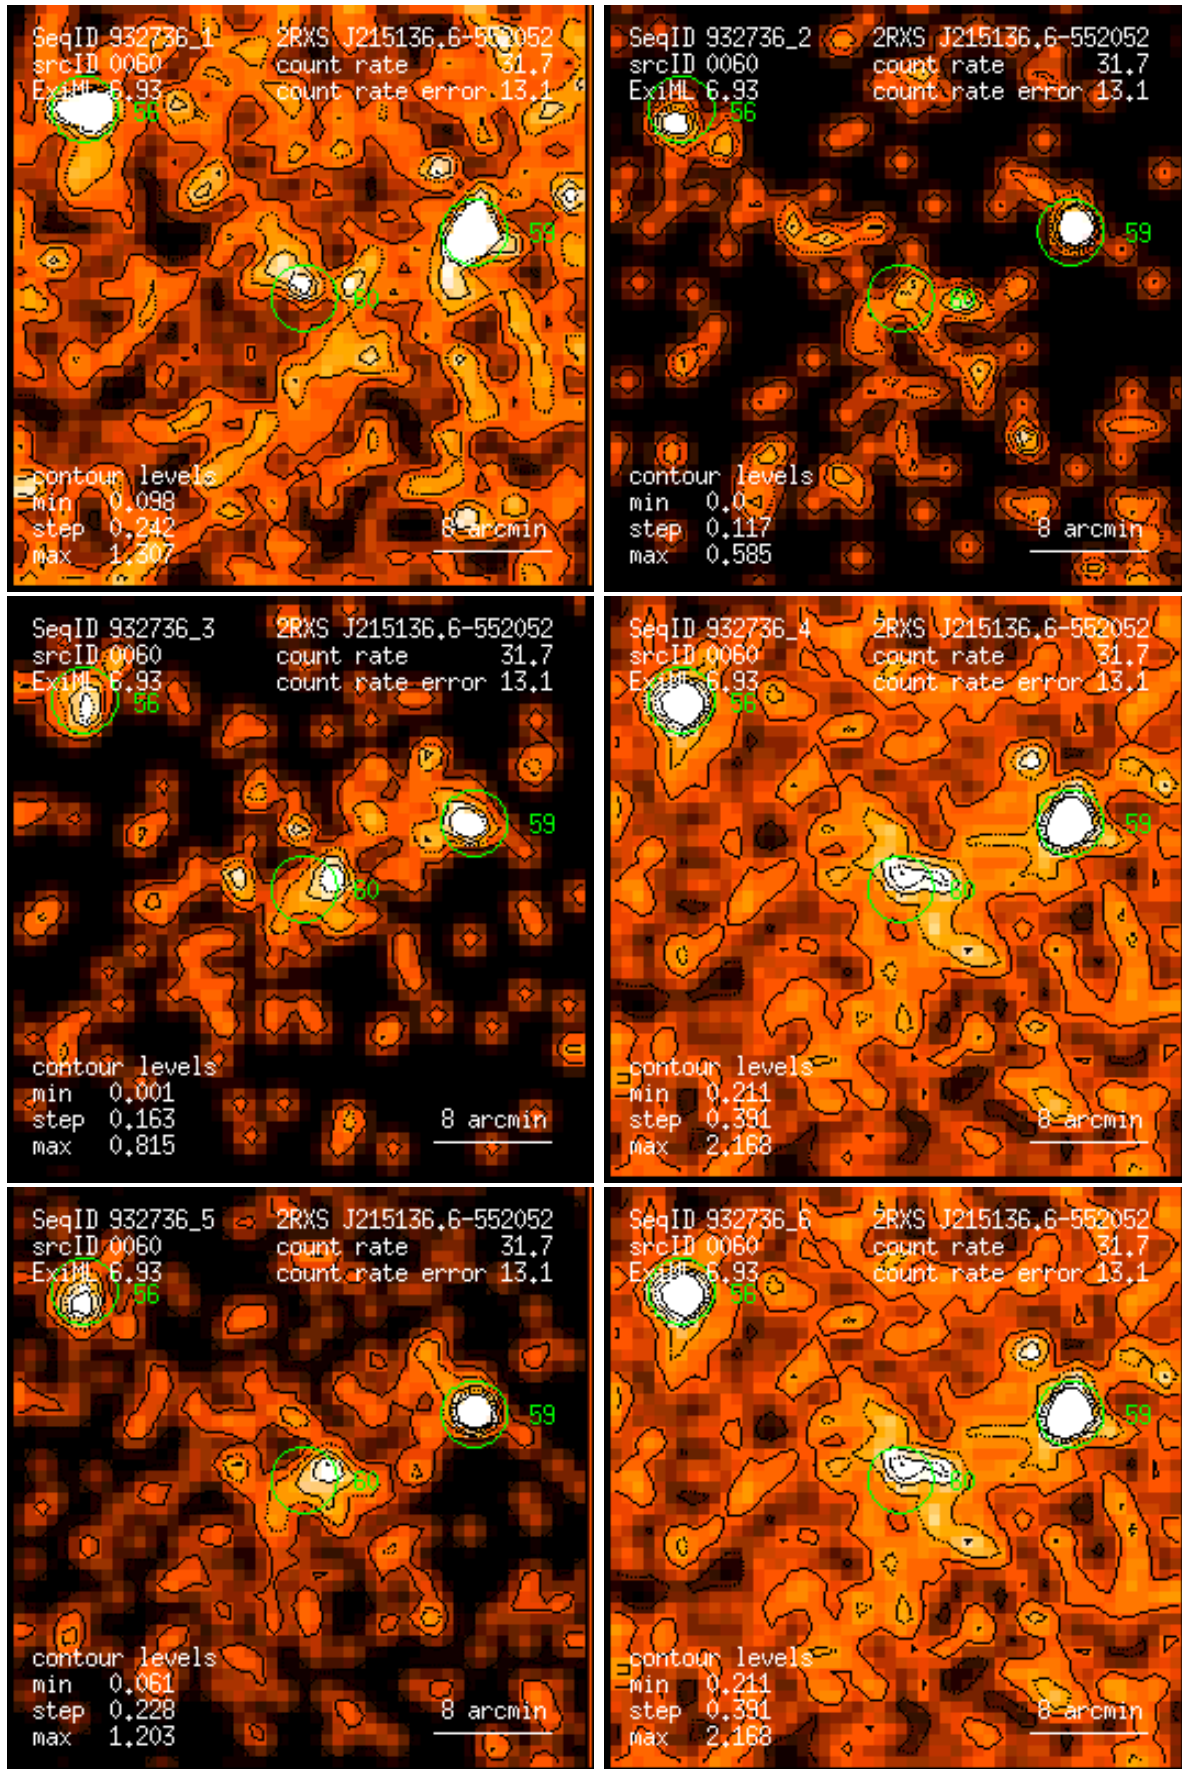 SeqID 932736_1 2RXS J215136.6-552052
srcID 0060 count rate 31.7
ExiML 6.93 count rate error 13.1
56
59
60
contour levels
min 0.098
step 0.242 8 arcmin
max 1.307
SeqID 932736_2 2RXS J215136.6-552052
srcID 0060 count rate 31.7
ExiML 6.93 count rate error 13.1
56
59
60
contour levels
min 0.0
step 0.117 8 arcmin
max 0.585
SeqID 932736_3 2RXS J215136.6-552052
srcID 0060 count rate 31.7
ExiML 6.93 count rate error 13.1
56
59
60
contour levels
min 0.001
step 0.163 8 arcmin
max 0.815
SeqID 932736_4 2RXS J215136.6-552052
srcID 0060 count rate 31.7
ExiML 6.93 count rate error 13.1
56
59
60
contour levels
min 0.211
step 0.391 8 arcmin
max 2.168
SeqID 932736_5 2RXS J215136.6-552052
srcID 0060 count rate 31.7
ExiML 6.93 count rate error 13.1
56
59
60
contour levels
min 0.061
step 0.228 8 arcmin
max 1.203
SeqID 932736_6 2RXS J215136.6-552052
srcID 0060 count rate 31.7
ExiML 6.93 count rate error 13.1
56
59
60
contour levels
min 0.211
step 0.391 8 arcmin
max 2.168